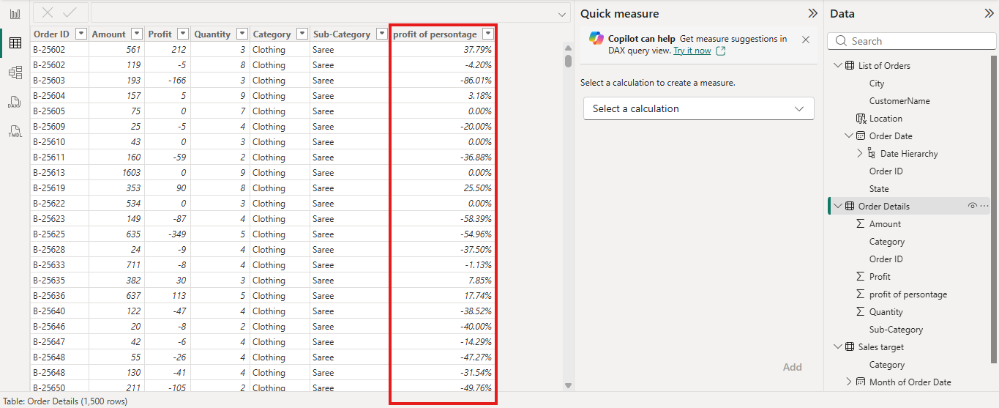 Order ID Amount Profit Quantity Category Sub-Category profit of persontage
B-25602 561 212 3 Clothing Saree 37.79%
B-25602 119 -5 8 Clothing Saree -4.20%
B-25603 193 -166 3 Clothing Saree -86.01%
B-25604 157 5 9 Clothing Saree 3.18%
B-25605 75 0 7 Clothing Saree 0.00%
B-25609 25 -5 4 Clothing Saree -20.00%
B-25610 43 0 3 Clothing Saree 0.00%
B-25611 160 -59 2 Clothing Saree -36.88%
B-25613 1603 0 9 Clothing Saree 0.00%
B-25619 353 90 8 Clothing Saree 25.50%
B-25622 534 0 3 Clothing Saree 0.00%
B-25623 149 -87 4 Clothing Saree -58.39%
B-25625 635 -349 5 Clothing Saree -54.96%
B-25628 24 -9 4 Clothing Saree -37.50%
B-25633 711 -8 4 Clothing Saree -1.13%
B-25635 382 30 3 Clothing Saree 7.85%
B-25636 637 113 5 Clothing Saree 17.74%
B-25640 122 -47 4 Clothing Saree -38.52%
B-25646 20 -8 2 Clothing Saree -40.00%
B-25647 42 -6 4 Clothing Saree -14.29%
B-25648 55 -26 4 Clothing Saree -47.27%
B-25648 130 -41 4 Clothing Saree -31.54%
B-25650 211 -105 2 Clothing Saree -49.76%
Table: Order Details (1,500 rows)
DAX
TMDL
Quick measure
Copilot can help Get measure suggestions in
DAX query view. Try it now
Select a calculation to create a measure.
Select a calculation
Add
Data
Search
List of Orders
City
CustomerName
Location
Order Date
Date Hierarchy
Order ID
State
Order Details
Amount
Category
Order ID
Profit
profit of persontage
Quantity
Sub-Category
Sales target
Category
Month of Order Date